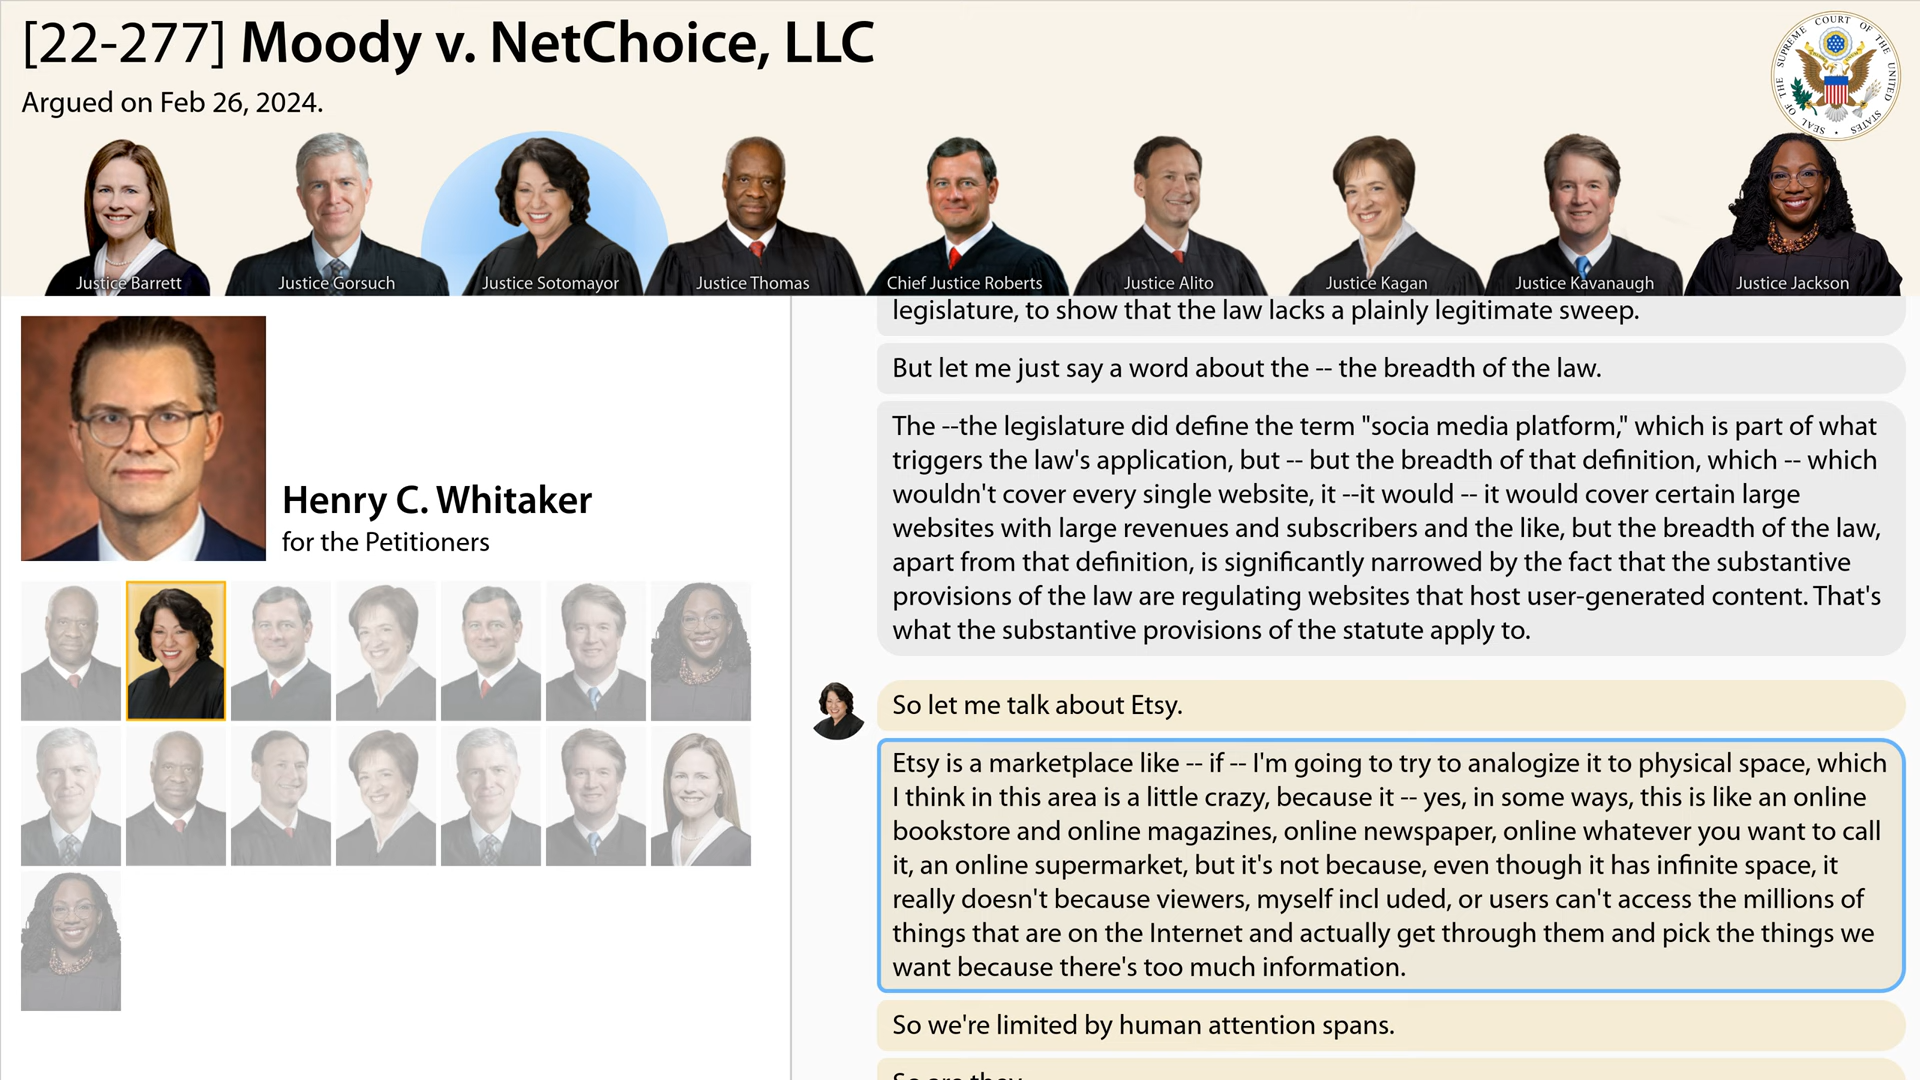 [22-277] Moody v. NetChoice, LLC
Argued on Feb 26, 2024.
SEAL OF THE SUPREME COURT OF THE UNITED STATES
Justice Barrett
Justice Gorsuch
Justice Sotomayor
Justice Thomas
Chief Justice Roberts
Justice Alito
Justice Kagan
Justice Kavanaugh
Justice Jackson
Henry C. Whitaker
for the Petitioners
legislature, to show that the law lacks a plainly legitimate sweep.
But let me just say a word about the -- the breadth of the law.
The --the legislature did define the term "socia media platform," which is part of what
triggers the law's application, but -- but the breadth of that definition, which -- which
wouldn't cover every single website, it --it would -- it would cover certain large
websites with large revenues and subscribers and the like, but the breadth of the law,
apart from that definition, is significantly narrowed by the fact that the substantive
provisions of the law are regulating websites that host user-generated content. That's
what the substantive provisions of the statute apply to.
So let me talk about Etsy.
Etsy is a marketplace like -- if -- I'm going to try to analogize it to physical space, which
I think in this area is a little crazy, because it -- yes, in some ways, this is like an online
bookstore and online magazines, online newspaper, online whatever you want to call
it, an online supermarket, but it's not because, even though it has infinite space, it
really doesn't because viewers, myself incl uded, or users can't access the millions of
things that are on the Internet and actually get through them and pick the things we
want because there's too much information.
So we're limited by human attention spans.
So are they